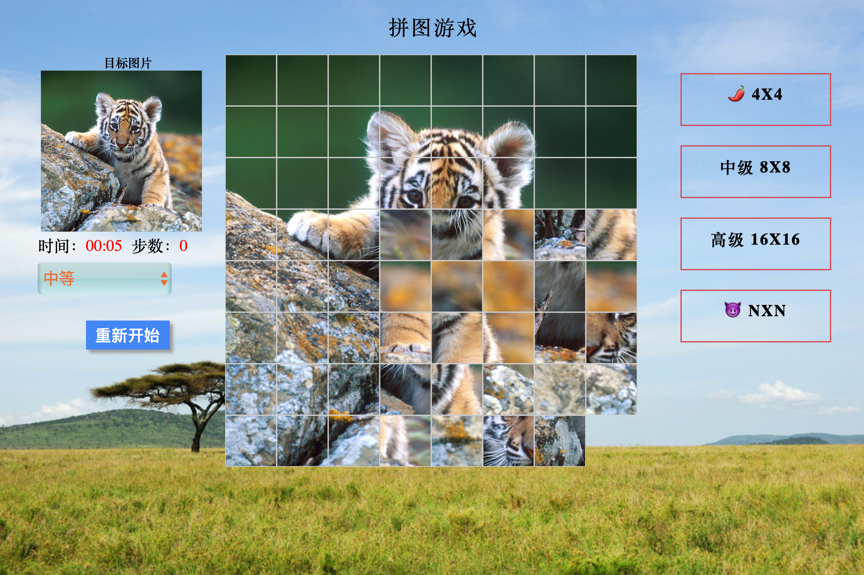 拼图游戏
目标图片
时间：00:05 步数：0
中等
重新开始
🌶️ 4X4
中级 8X8
高级 16X16
😈 NXN